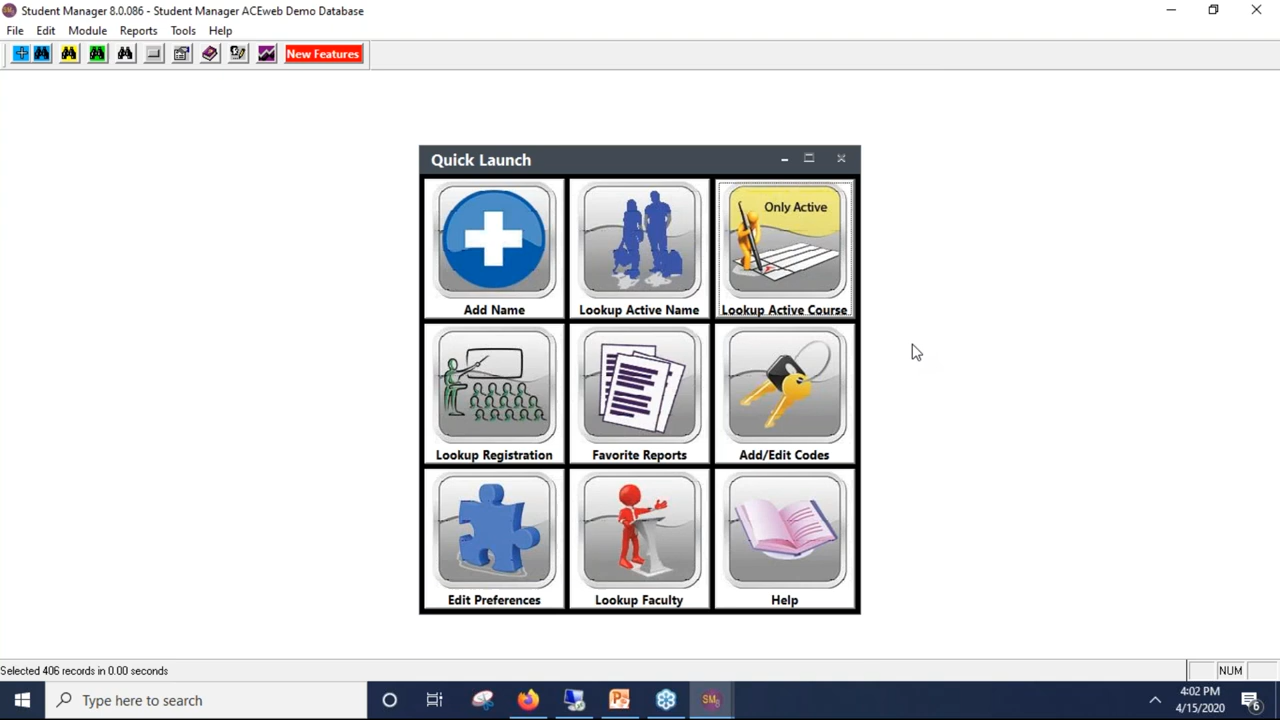 Student Manager 8.0.086 - Student Manager ACEweb Demo Database
File Edit Module Reports Tools Help
New Features
Quick Launch
Only Active
Add Name Lookup Active Name Lookup Active Course
Lookup Registration Favorite Reports Add/Edit Codes
Edit Preferences Lookup Faculty Help
Selected 406 records in 0.00 seconds
NUM
Type here to search
4:02 PM
4/15/2020
6